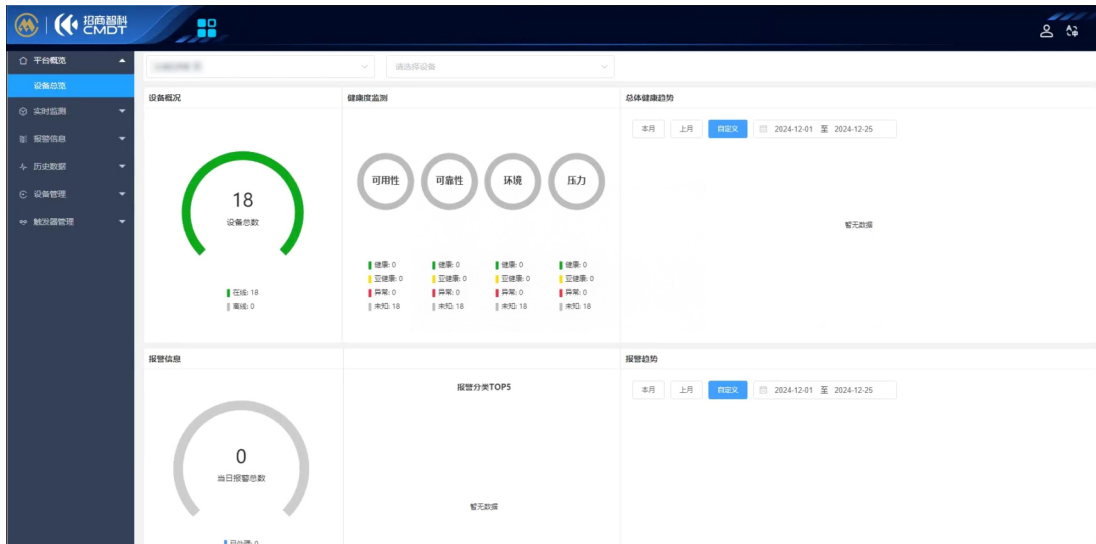 招商智科
CMDT
平台概览
设备总览
实时监测
报警信息
历史数据
设备管理
触发器管理
请选择设备
设备概况
18
设备总数
在线: 18
离线: 0
健康度监测
可用性 可靠性 环境 压力
健康: 0 健康: 0 健康: 0 健康: 0
亚健康: 0 亚健康: 0 亚健康: 0 亚健康: 0
异常: 0 异常: 0 异常: 0 异常: 0
未知: 18 未知: 18 未知: 18 未知: 18
总体健康趋势
本月 上月 自定义 2024-12-01 至 2024-12-25
暂无数据
报警信息
0
当日报警总数
已处理: 0
报警分类TOP5
暂无数据
报警趋势
本月 上月 自定义 2024-12-01 至 2024-12-25